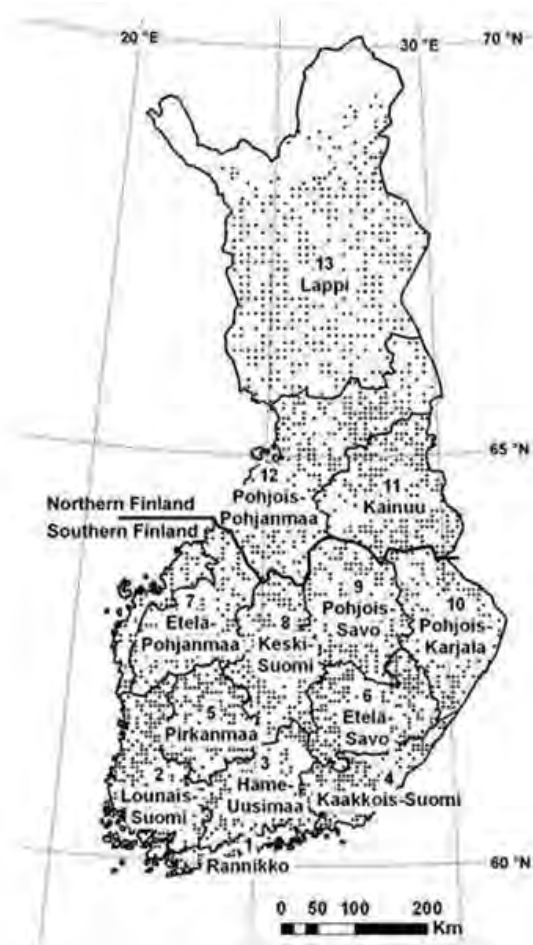 20 °E
30 °E
70 °N
13
Lappi
65 °N
12
Pohjois-
Pohjanmaa
11
Kainuu
Northern Finland
Southern Finland
7
Etelä-
Pohjanmaa
8
Keski-
Suomi
9
Pohjois-
Savo
10
Pohjois-
Karjala
5
Pirkanmaa
6
Etelä-
Savo
2
Lounais-
Suomi
3
Häme-
Uusimaa
4
Kaakkois-Suomi
1
Rannikko
60 °N
0 50 100 200
Km